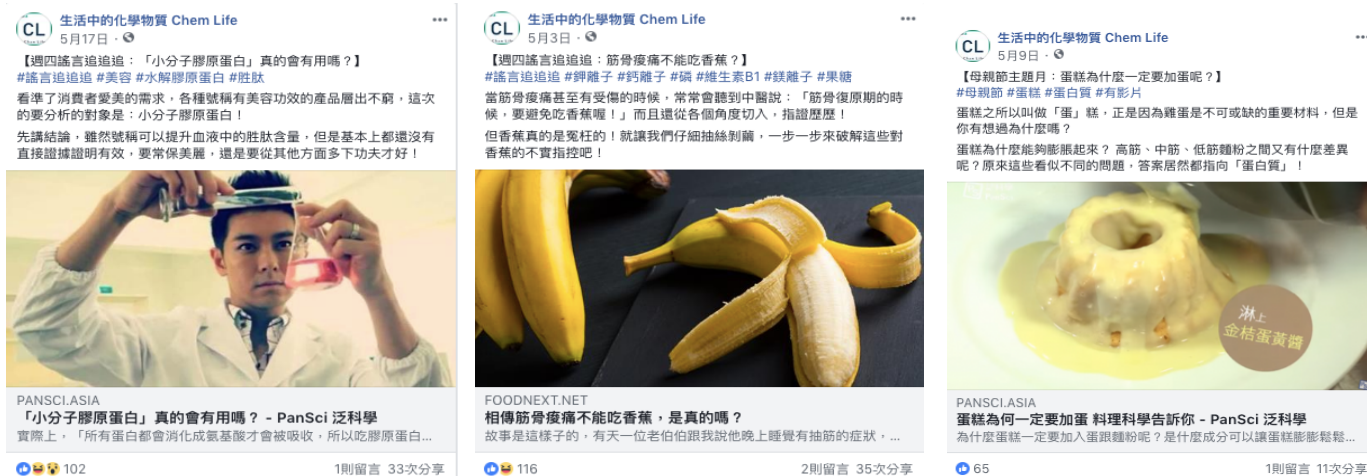 CL
生活中的化學物質 Chem Life
5月17日
【週四謠言追追追：「小分子膠原蛋白」真的會有用嗎？】
#謠言追追追 #美容 #水解膠原蛋白 #胜肽
看準了消費者愛美的需求，各種號稱有美容功效的產品層出不窮，這次
的要分析的對象是：小分子膠原蛋白！
先講結論，雖然號稱可以提升血液中的胜肽含量，但是基本上都還沒有
直接證據證明有效，要常保美麗，還是要從其他方面多下功夫才好！
PANSCI.ASIA
「小分子膠原蛋白」真的會有用嗎？ - PanSci 泛科學
實際上，「所有蛋白都會消化成氨基酸才會被吸收，所以吃膠原蛋白...
102
1則留言 33次分享
CL
生活中的化學物質 Chem Life
5月3日
【週四謠言追追追：筋骨痠痛不能吃香蕉？】
#謠言追追追 #鉀離子 #鈣離子 #磷 #維生素B1 #鎂離子 #果糖
當筋骨痠痛甚至有受傷的時候，常常會聽到中醫說：「筋骨復原期的時
候，要避免吃香蕉喔！」而且還從各個角度切入，指證歷歷！
但香蕉真的是冤枉的！就讓我們仔細抽絲剝繭，一步一步來破解這些對
香蕉的不實指控吧！
FOODNEXT.NET
相傳筋骨痠痛不能吃香蕉，是真的嗎？
故事是這樣子的，有天一位老伯伯跟我說他晚上睡覺有抽筋的症狀，...
116
2則留言 35次分享
CL
生活中的化學物質 Chem Life
5月9日
【母親節主題月：蛋糕為什麼一定要加蛋呢？】
#母親節 #蛋糕 #蛋白質 #有影片
蛋糕之所以叫做「蛋」糕，正是因為雞蛋是不可或缺的重要材料，但是
你有想過為什麼嗎？
蛋糕為什麼能夠膨脹起來？ 高筋、中筋、低筋麵粉之間又有什麼差異
呢？原來這些看似不同的問題，答案居然都指向「蛋白質」！
淋上
金桔蛋黃醬
PANSCI.ASIA
蛋糕為何一定要加蛋 料理科學告訴你 - PanSci 泛科學
為什麼蛋糕一定要加入蛋跟麵粉呢？是什麼成分可以讓蛋糕膨膨鬆鬆...
65
1則留言 11次分享